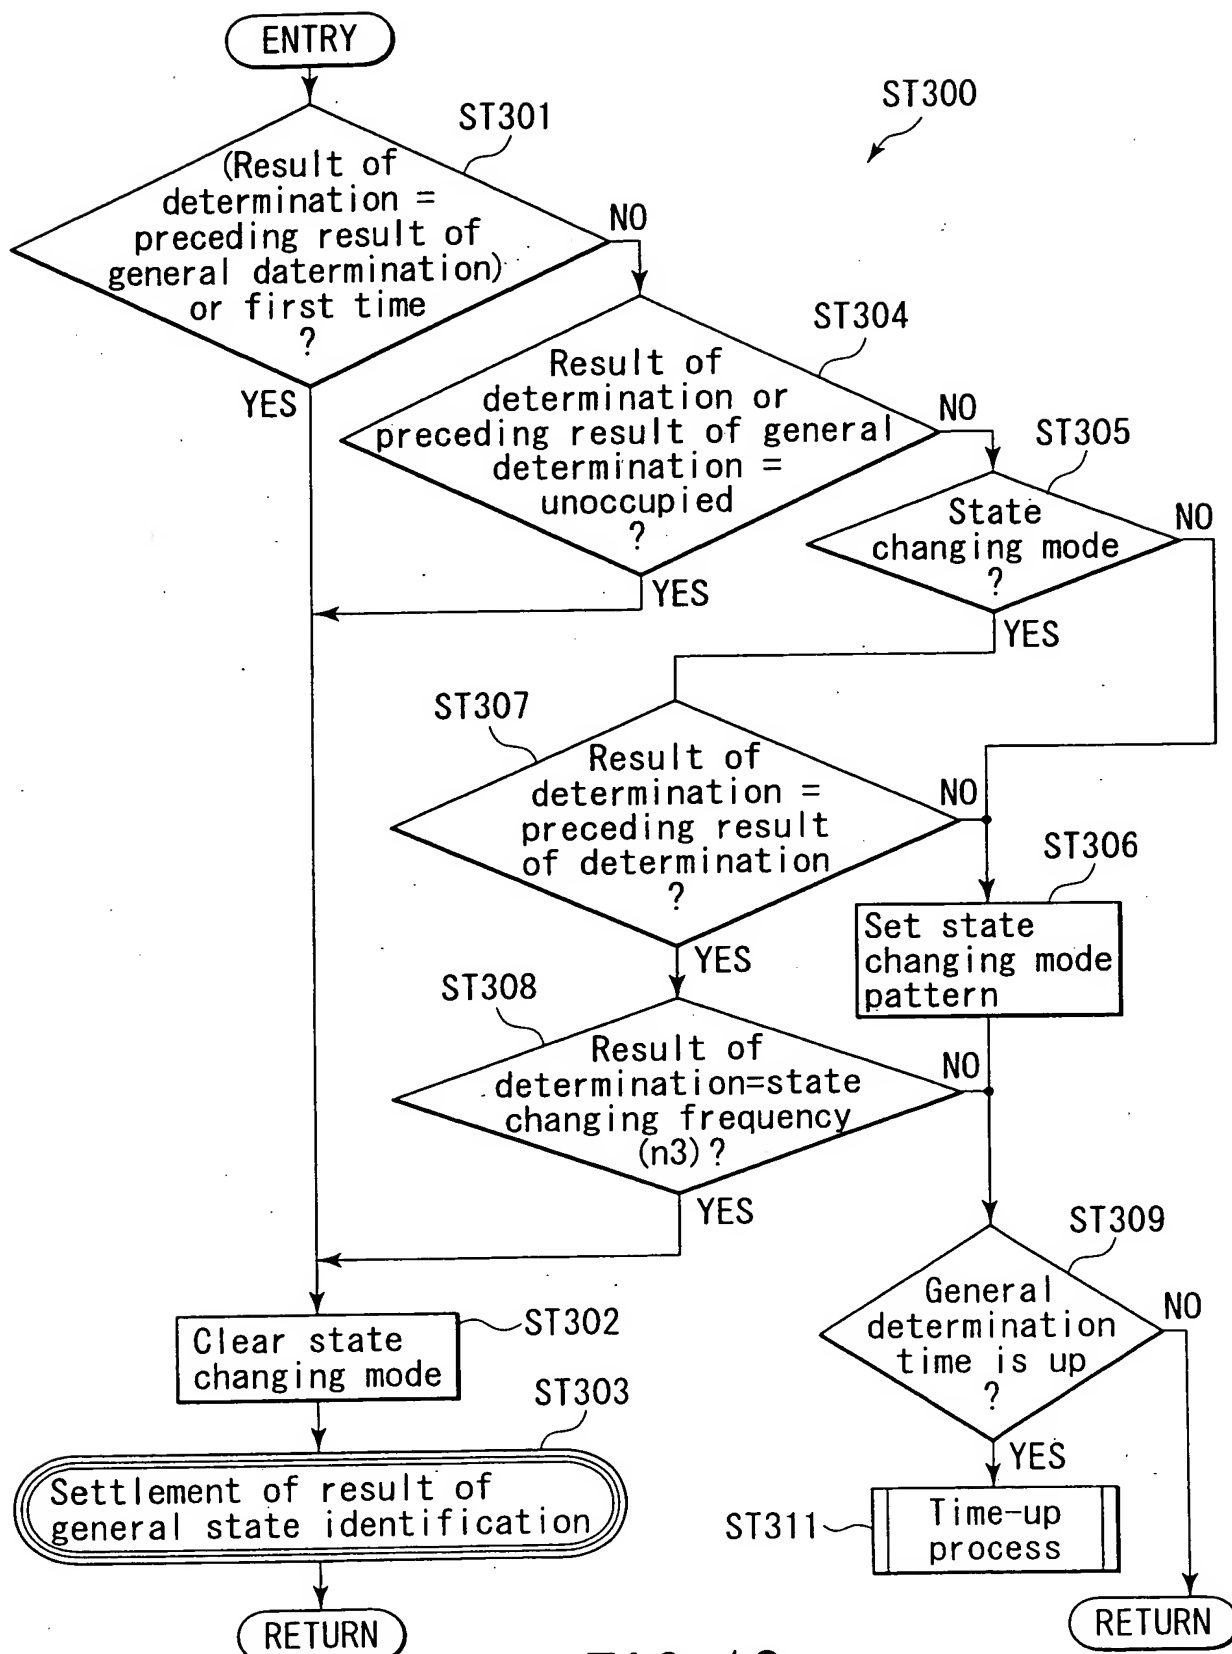 ENTRY
ST300
ST301
(Result of
determination =
preceding result of
general datermination)
or first time
?
NO
YES
ST304
Result of
determination or
preceding result of general
determination =
unoccupied
?
NO
YES
ST305
State
changing mode
?
NO
YES
ST307
Result of
determination =
preceding result
of determination
?
NO
YES
ST306
Set state
changing mode
pattern
ST308
Result of
determination=state
changing frequency
(n3)?
NO
YES
ST309
General
determination
time is up
?
NO
YES
ST302
Clear state
changing mode
ST303
Settlement of result of
general state identification
ST311
Time-up
process
RETURN
RETURN